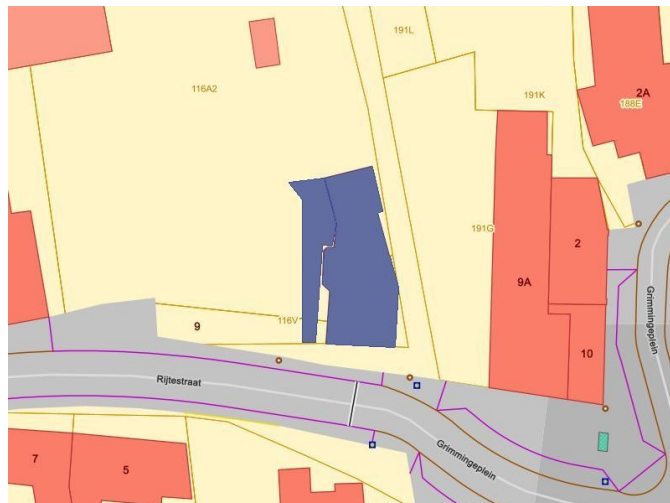 191L
116A2
191K
2A
188E
191G
2
9A
Grimmingeplein
116V
9
10
Rijtestraat
Grimmingeplein
7
5